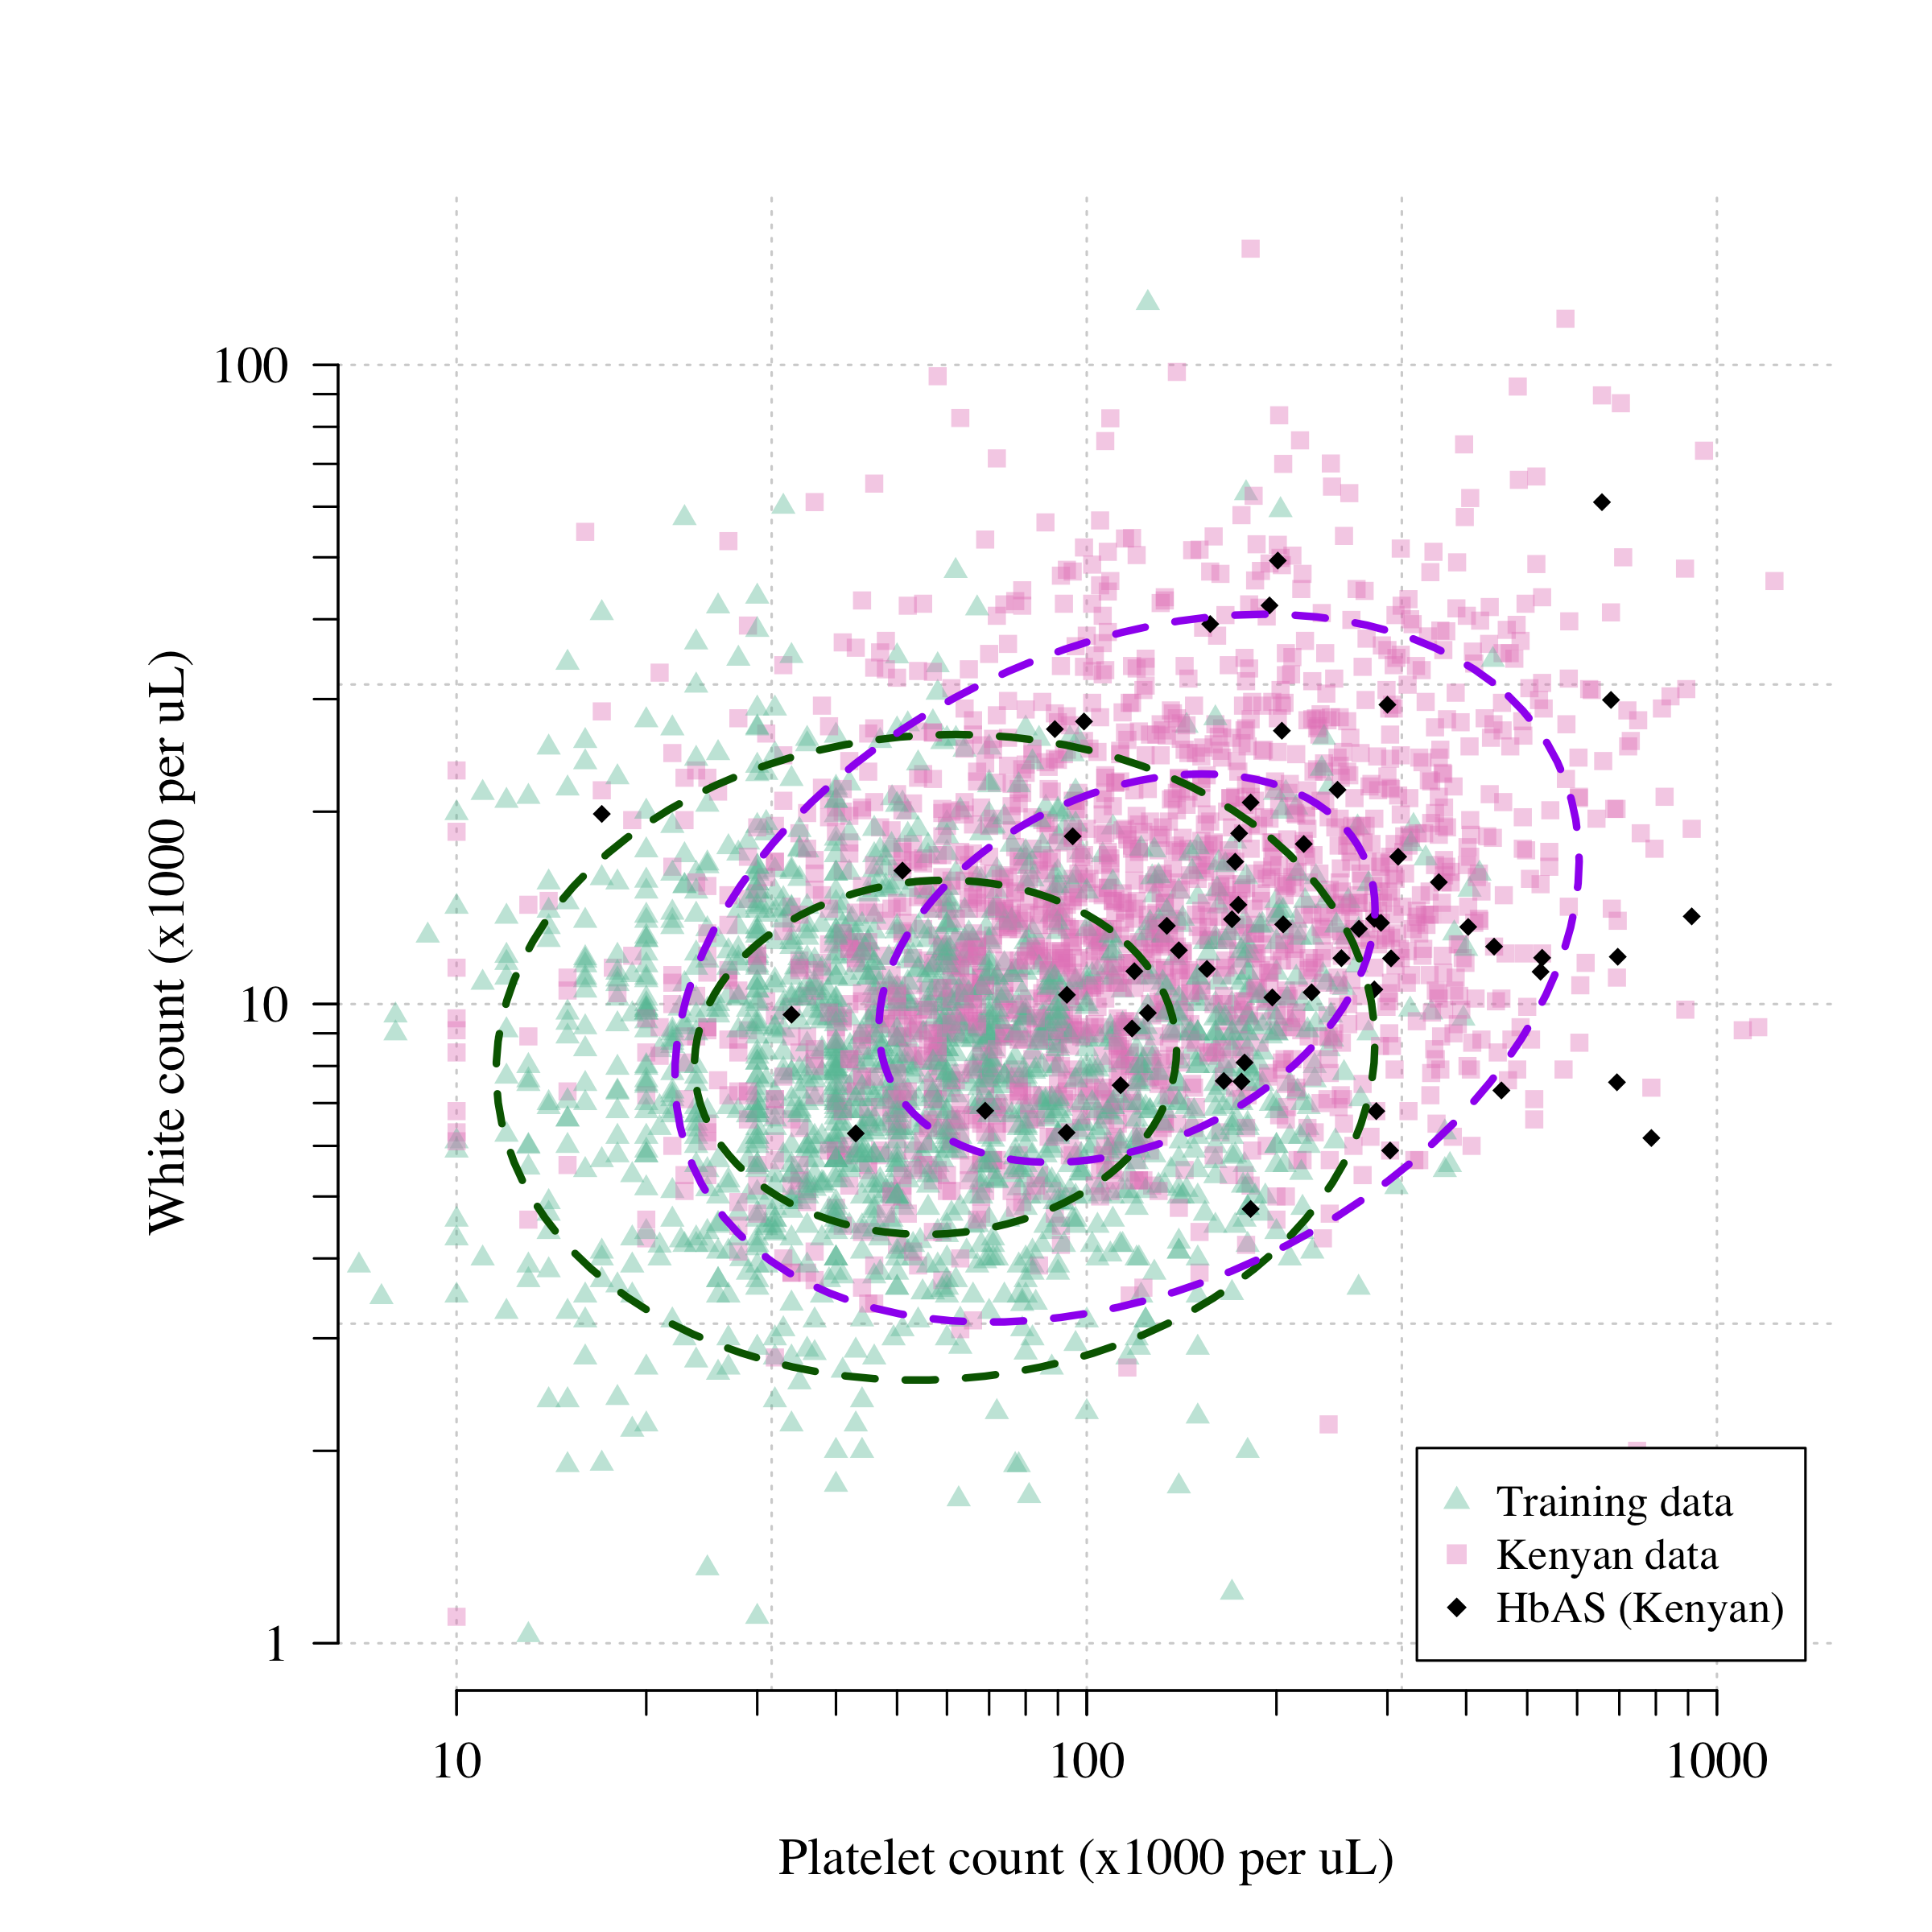 100
10
1
White count (x1000 per uL)
Training data
Kenyan data
HbAS (Kenyan)
10
100
1000
Platelet count (x1000 per uL)